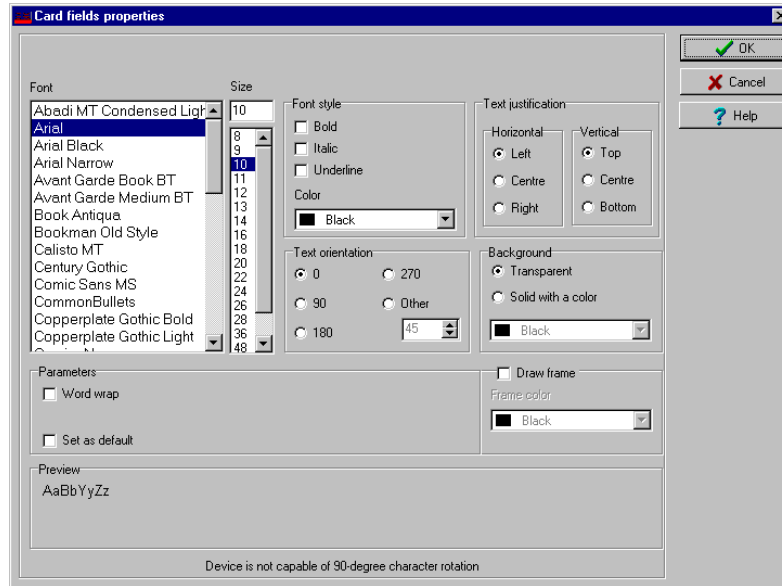 Card fields properties
OK
Cancel
Help
Font
Abadi MT Condensed Ligh
Arial
Arial Black
Arial Narrow
Avant Garde Book BT
Avant Garde Medium BT
Book Antiqua
Bookman Old Style
Calisto MT
Century Gothic
Comic Sans MS
CommonBullets
Copperplate Gothic Bold
Copperplate Gothic Light
Size
10
8
9
10
11
12
13
14
16
18
20
22
24
26
28
36
48
Font style
Bold
Italic
Underline
Color
Black
Text justification
Horizontal
Left
Centre
Right
Vertical
Top
Centre
Bottom
Text orientation
0
90
180
270
Other
45
Background
Transparent
Solid with a color
Black
Parameters
Word wrap
Set as default
Draw frame
Frame color
Black
Preview
AaBbYyZz
Device is not capable of 90-degree character rotation